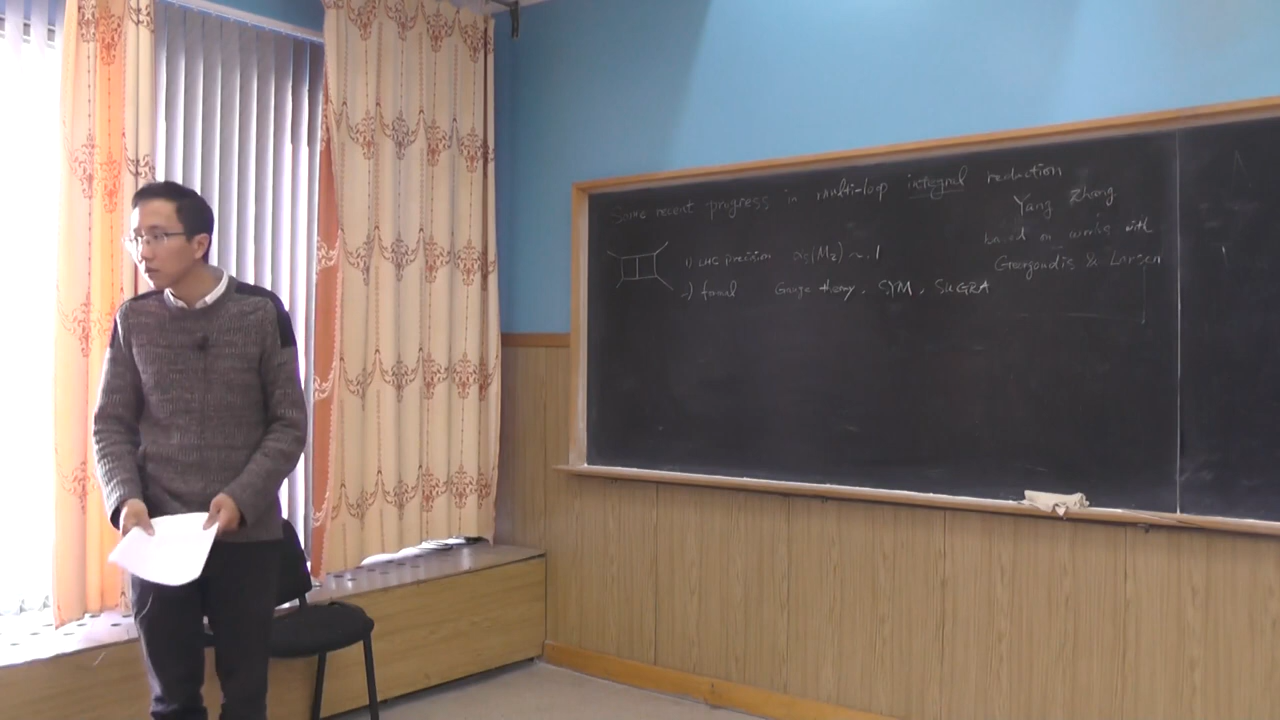 Some recent progress in multi-loop integral reduction
Yang Zhang
based on works with
Georgoudis & Larsen
1) LHC precision αs(Mz) ~ .1
2) formal Gauge theory, SYM, SUGRA